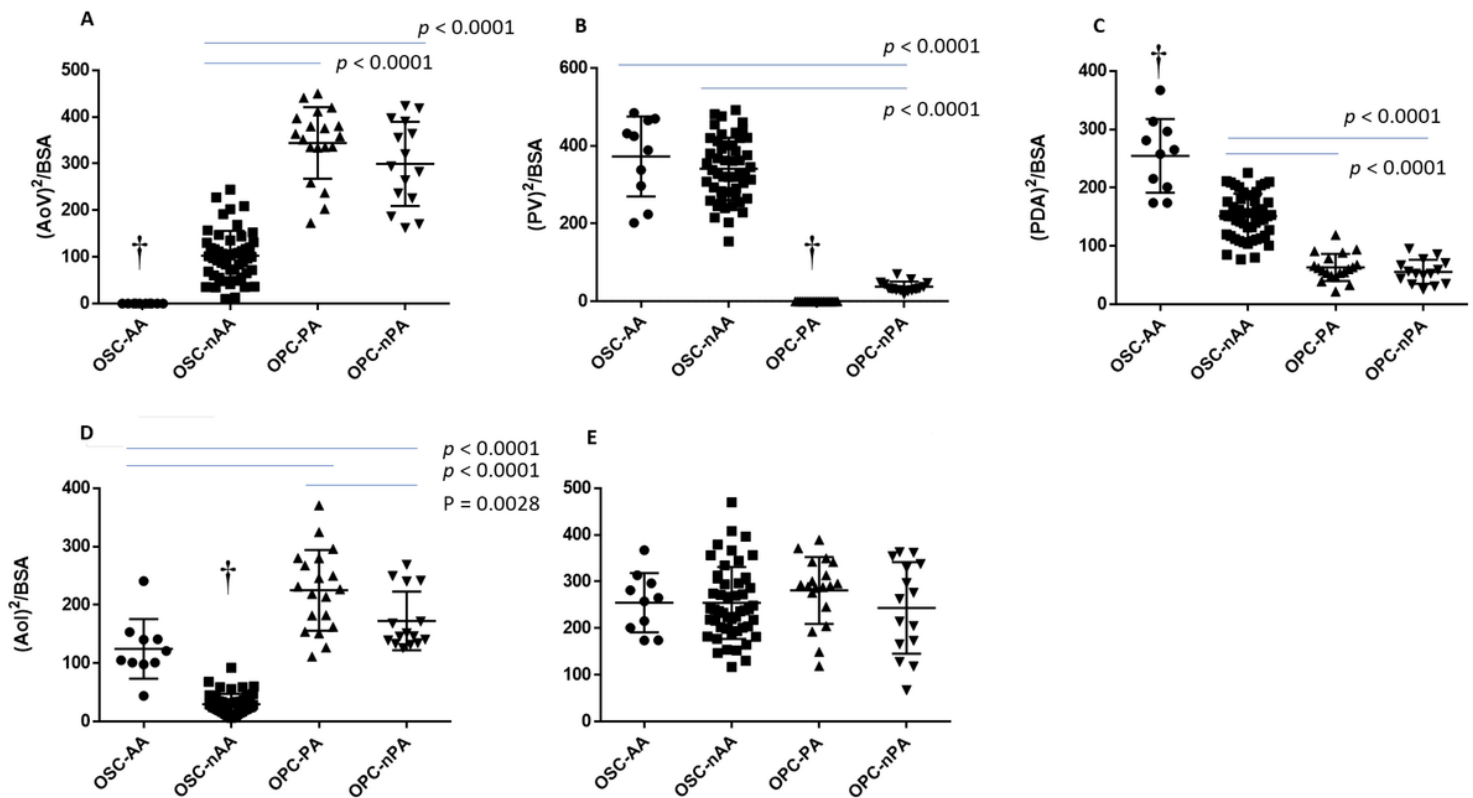 A
p < 0.0001
p < 0.0001
(AoV)²/BSA
500
400
300
200
100
0
†
OSC-AA
OSC-nAA
OPC-PA
OPC-nPA
B
p < 0.0001
p < 0.0001
(PV)²/BSA
600
400
200
0
†
OSC-AA
OSC-nAA
OPC-PA
OPC-nPA
C
†
p < 0.0001
p < 0.0001
(PDA)²/BSA
400
300
200
100
0
OSC-AA
OSC-nAA
OPC-PA
OPC-nPA
D
p < 0.0001
p < 0.0001
P = 0.0028
(AoI)²/BSA
400
300
200
100
0
†
OSC-AA
OSC-nAA
OPC-PA
OPC-nPA
E
500
400
300
200
100
0
OSC-AA
OSC-nAA
OPC-PA
OPC-nPA